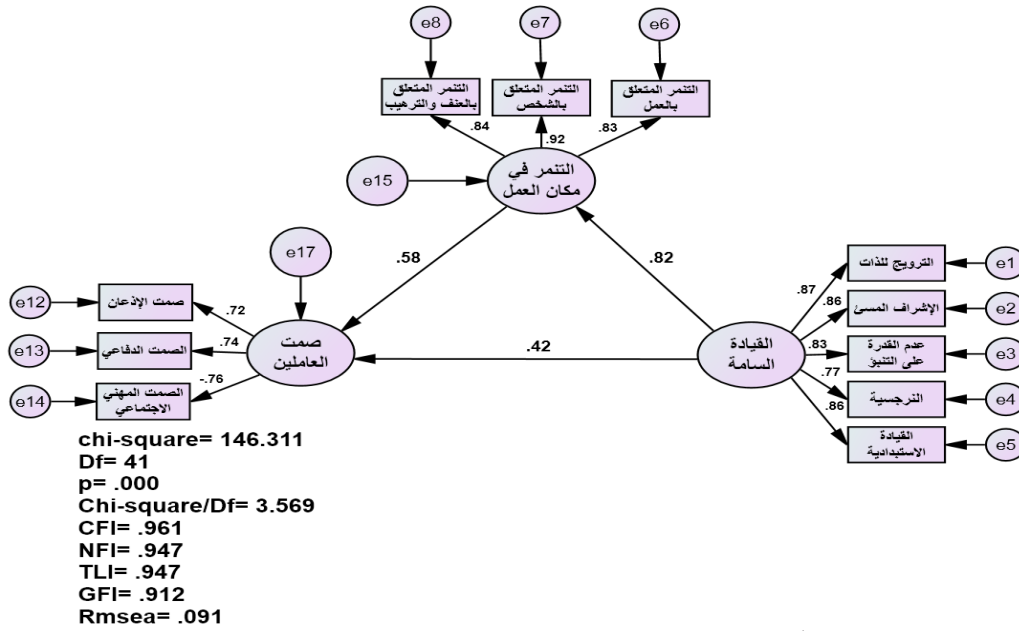 e8
e7
e6
التنمر المتعلق
بالعنف والترهيب
التنمر المتعلق
بالشخص
التنمر المتعلق
بالعمل
.84
.92
.83
e15
التنمر في
مكان العمل
.58
.82
e17
e12
صمت الإذعان
.72
e13
الصمت الدفاعي
.74
e14
الصمت المهني
الاجتماعي
-.76
صمت
العاملين
.42
القيادة
السامة
.87
الترويج للذات
e1
.86
الإشراف المسئ
e2
.83
عدم القدرة
على التنبؤ
e3
.77
النرجسية
e4
.86
القيادة
الاستبدادية
e5
chi-square= 146.311
Df= 41
p= .000
Chi-square/Df= 3.569
CFI= .961
NFI= .947
TLI= .947
GFI= .912
Rmsea= .091